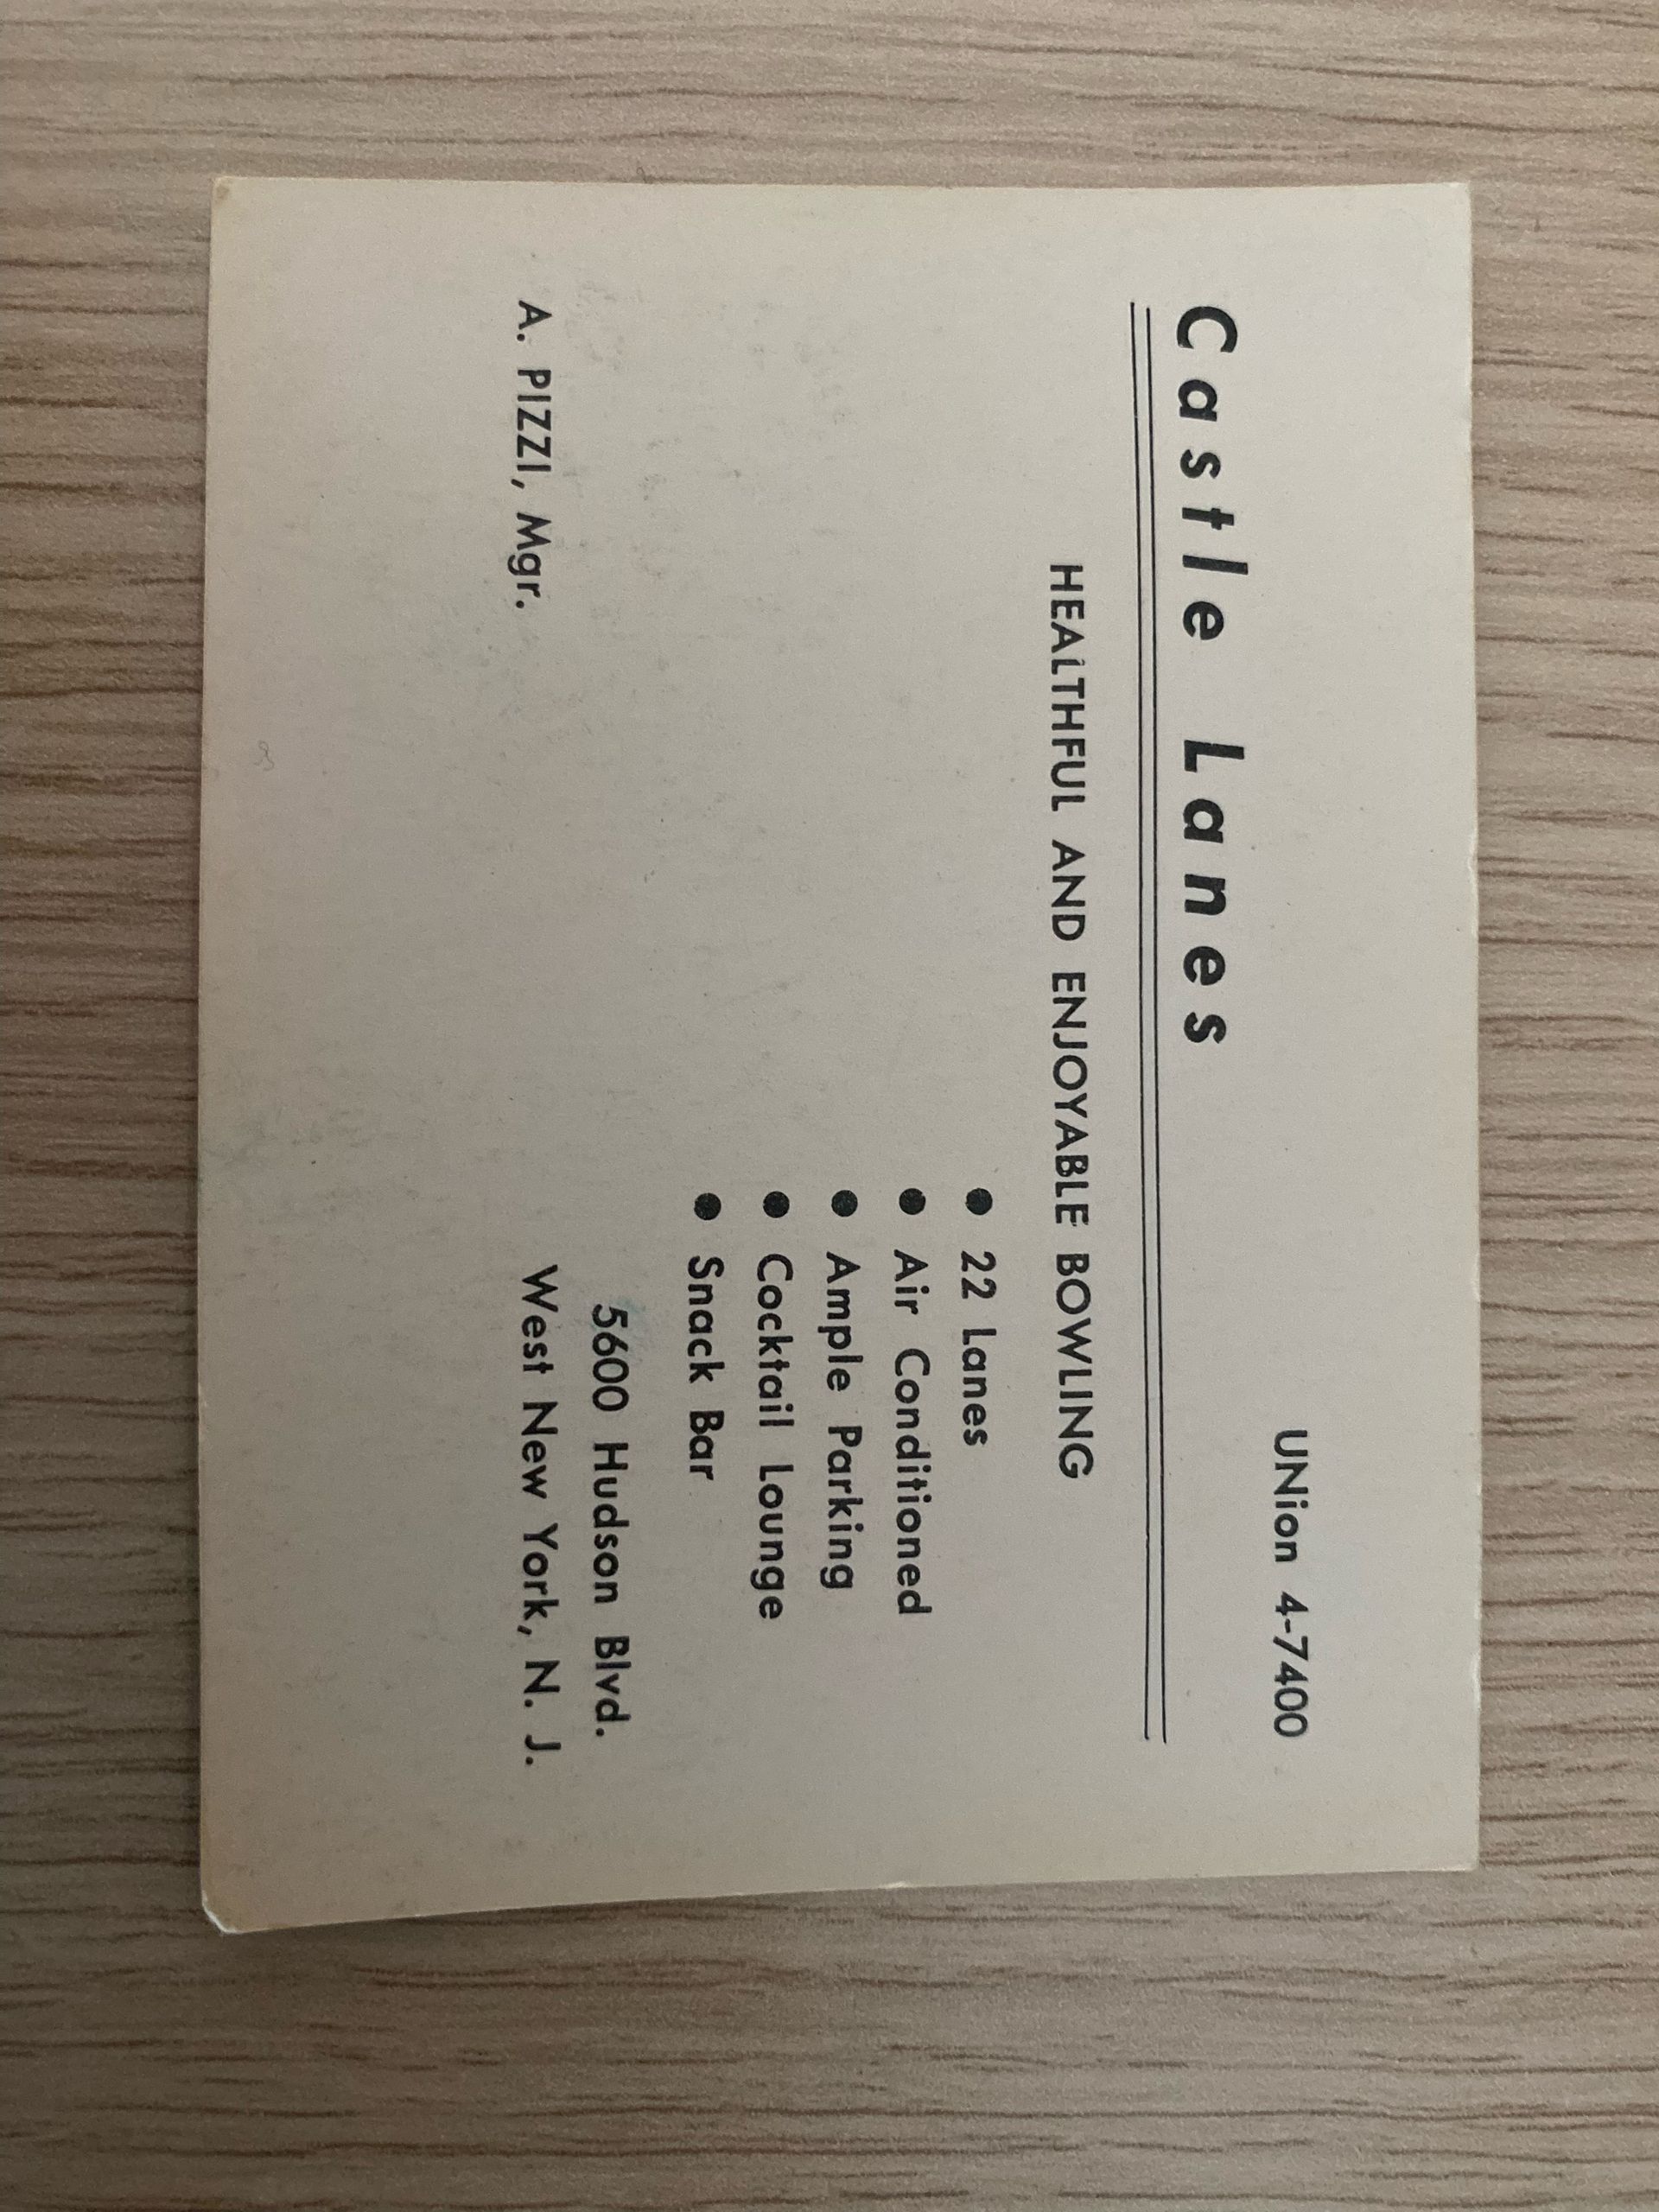 UNion 4-7400
Castle Lanes
HEALTHFUL AND ENJOYABLE BOWLING
● 22 Lanes
● Air Conditioned
● Ample Parking
● Cocktail Lounge
● Snack Bar
5600 Hudson Blvd.
A. PIZZI, Mgr. West New York, N. J.